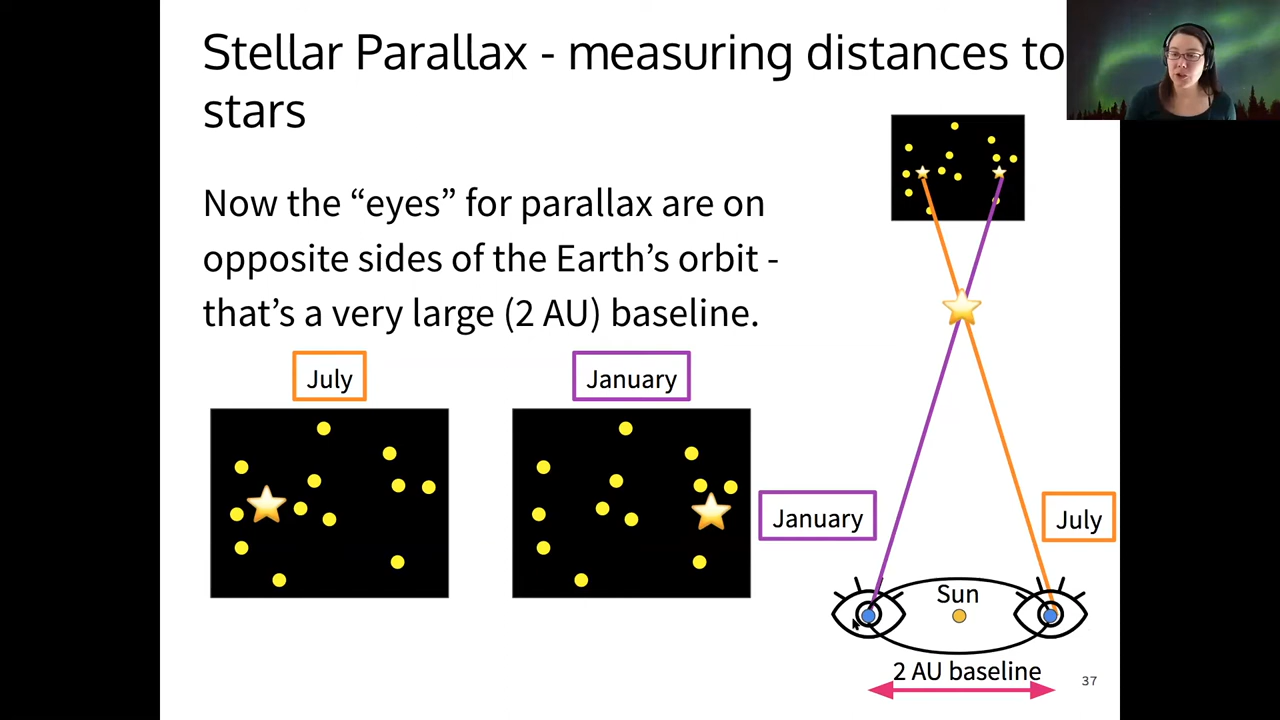 Stellar Parallax - measuring distances to
stars
Now the “eyes” for parallax are on
opposite sides of the Earth’s orbit -
that’s a very large (2 AU) baseline.
July
January
January
July
Sun
2 AU baseline
37